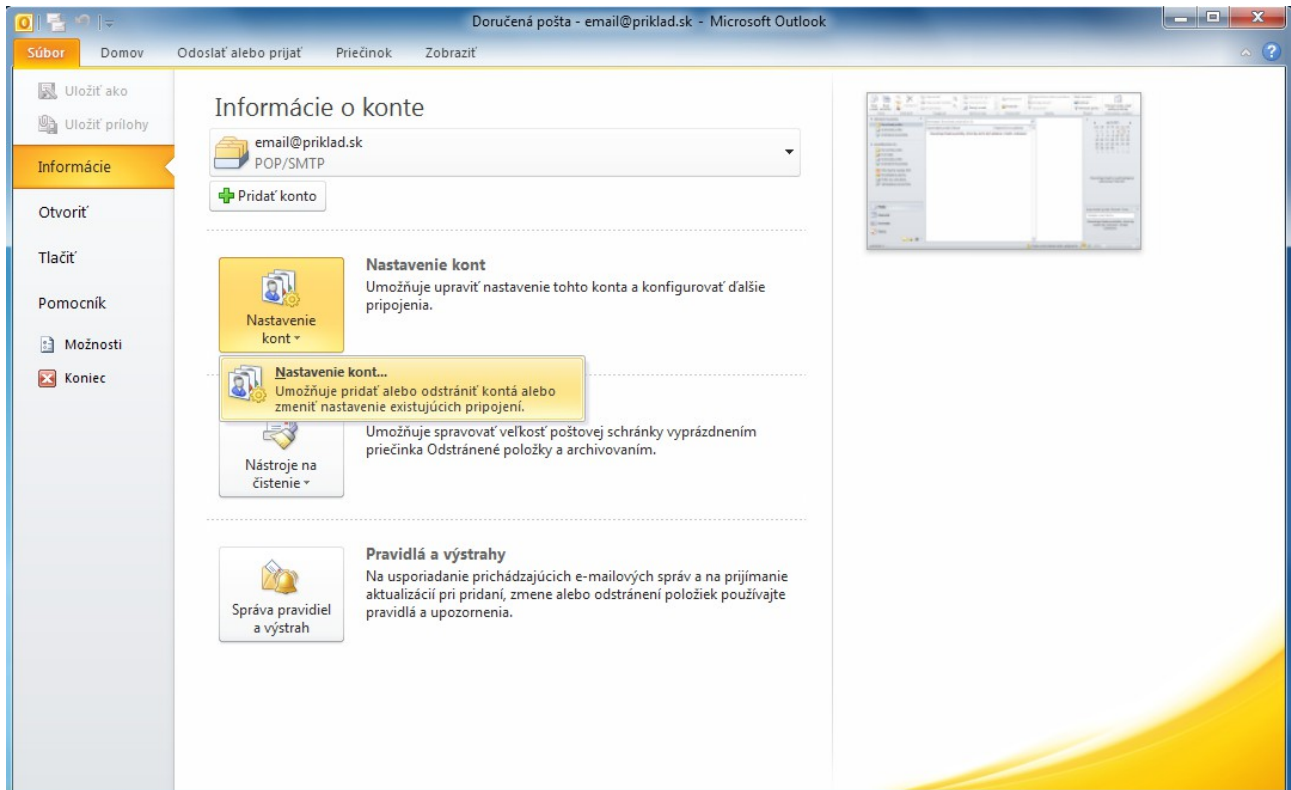 Doručená pošta - email@priklad.sk - Microsoft Outlook
Súbor Domov Odoslať alebo prijať Priečinok Zobraziť
Uložiť ako
Uložiť prílohy
Informácie
Otvoriť
Tlačiť
Pomocník
Možnosti
Koniec
Informácie o konte
email@priklad.sk
POP/SMTP
Pridať konto
Nastavenie
kont
Nastavenie kont
Umožňuje upraviť nastavenie tohto konta a konfigurovať ďalšie
pripojenia.
Nastavenie kont...
Umožňuje pridať alebo odstrániť kontá alebo
zmeniť nastavenie existujúcich pripojení.
Nástroje na
čistenie
Umožňuje spravovať veľkosť poštovej schránky vyprázdnením
priečinka Odstránené položky a archivovaním.
Správa pravidiel
a výstrah
Pravidlá a výstrahy
Na usporiadanie prichádzajúcich e-mailových správ a na prijímanie
aktualizácií pri pridaní, zmene alebo odstránení položiek používajte
pravidlá a upozornenia.